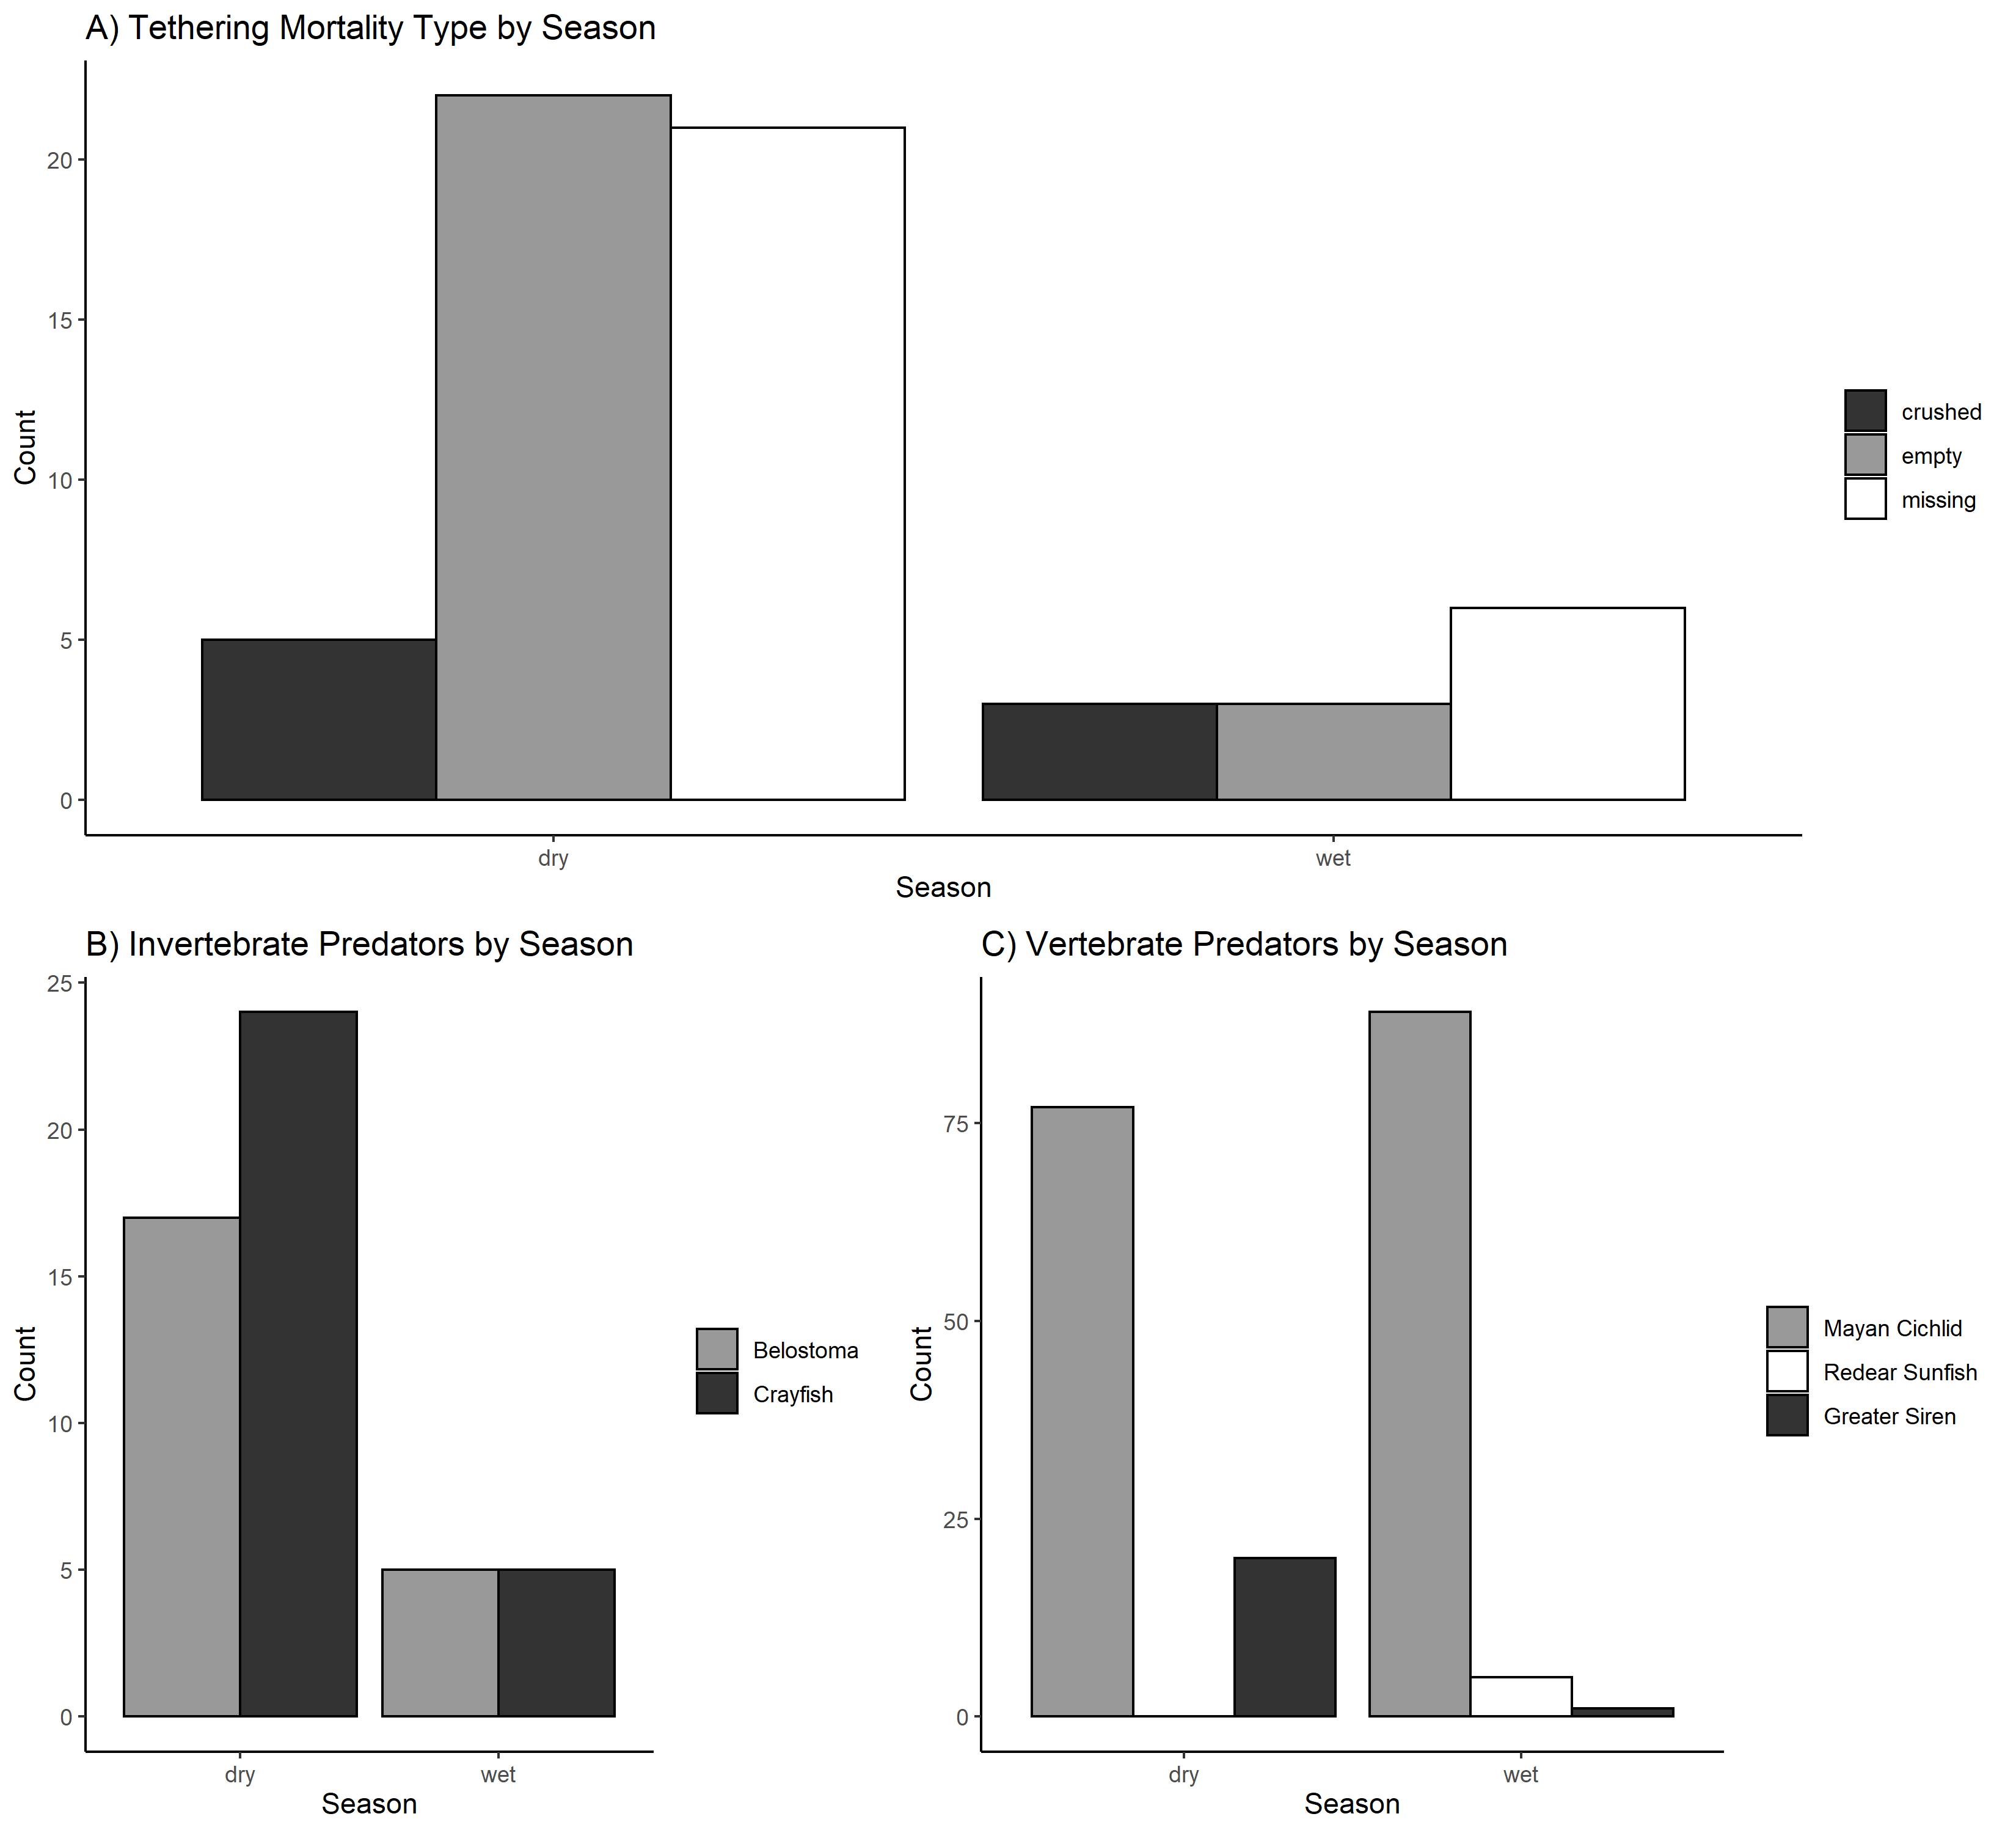 A) Tethering Mortality Type by Season
20
15
10
5
0
Count
dry
wet
Season
crushed
empty
missing
B) Invertebrate Predators by Season
25
20
15
10
5
0
Count
dry
wet
Season
Belostoma
Crayfish
C) Vertebrate Predators by Season
75
50
25
0
Count
dry
wet
Season
Mayan Cichlid
Redear Sunfish
Greater Siren